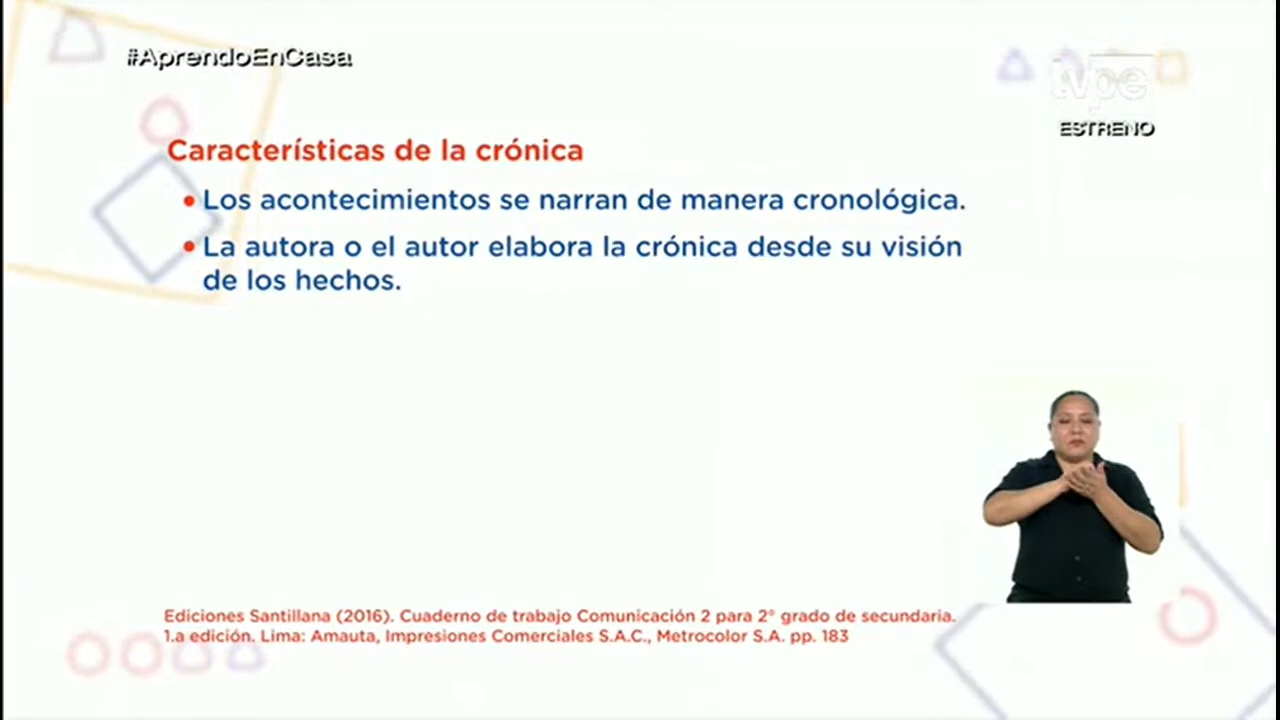 #AprendoEnCasa
tvpe
ESTRENO
Características de la crónica
• Los acontecimientos se narran de manera cronológica.
• La autora o el autor elabora la crónica desde su visión
de los hechos.
Ediciones Santillana (2016). Cuaderno de trabajo Comunicación 2 para 2° grado de secundaria.
1.a edición. Lima: Amauta, Impresiones Comerciales S.A.C., Metrocolor S.A. pp. 183